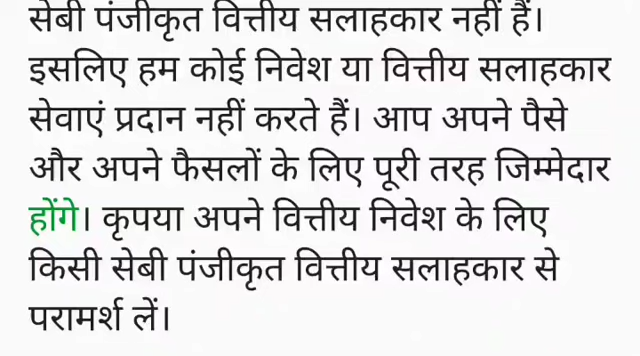 सेबी पंजीकृत वित्तीय सलाहकार नहीं हैं।
इसलिए हम कोई निवेश या वित्तीय सलाहकार
सेवाएं प्रदान नहीं करते हैं। आप अपने पैसे
और अपने फैसलों के लिए पूरी तरह जिम्मेदार
होंगे। कृपया अपने वित्तीय निवेश के लिए
किसी सेबी पंजीकृत वित्तीय सलाहकार से
परामर्श लें।